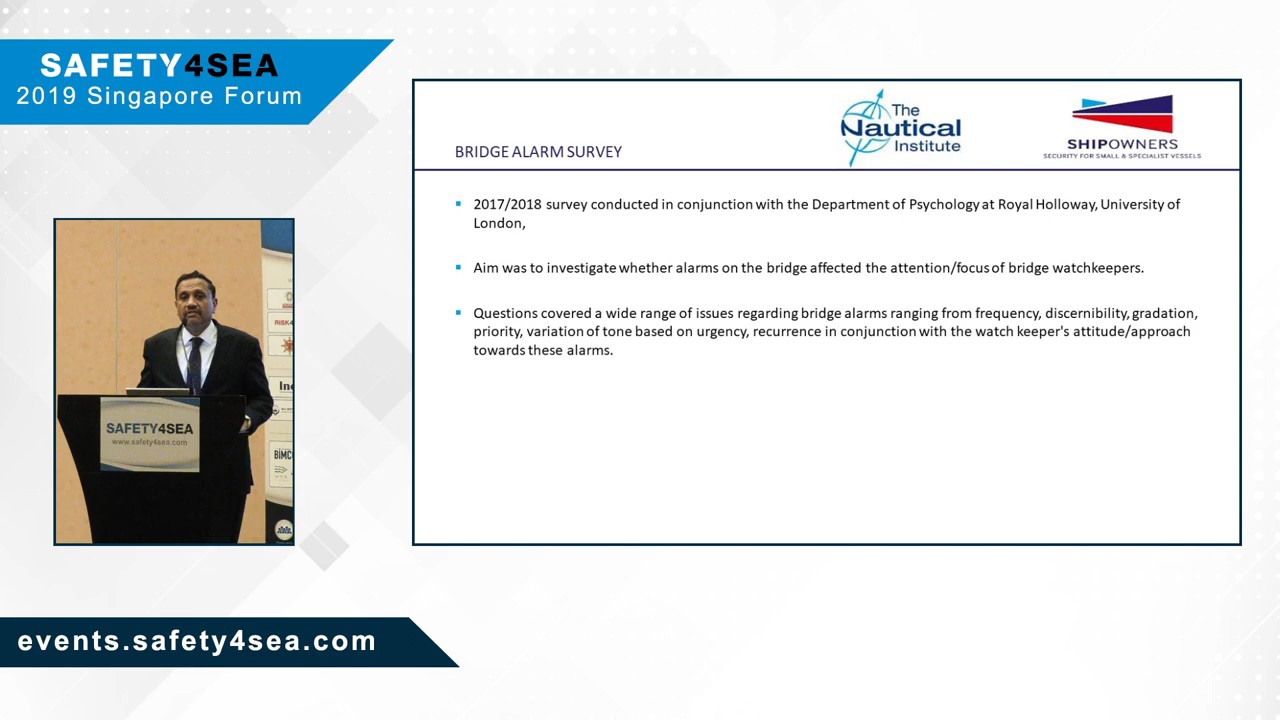 SAFETY4SEA
2019 Singapore Forum
The
Nautical
Institute
SHIPOWNERS
SECURITY FOR SMALL & SPECIALIST VESSELS
BRIDGE ALARM SURVEY
2017/2018 survey conducted in conjunction with the Department of Psychology at Royal Holloway, University of
London,
Aim was to investigate whether alarms on the bridge affected the attention/focus of bridge watchkeepers.
Questions covered a wide range of issues regarding bridge alarms ranging from frequency, discernibility, gradation,
priority, variation of tone based on urgency, recurrence in conjunction with the watch keeper's attitude/approach
towards these alarms.
RISK4
Inc
SAFETY4SEA
www.safety4sea.com
BIMC
events.safety4sea.com